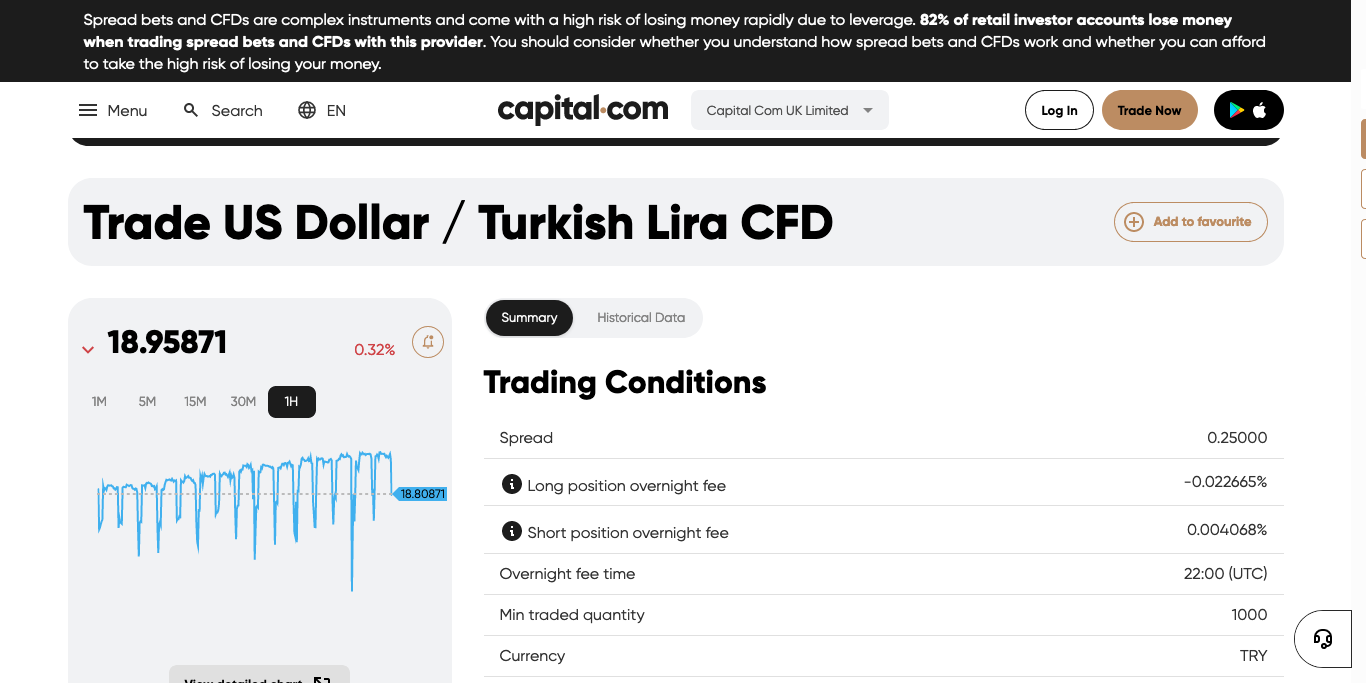 Spread bets and CFDs are complex instruments and come with a high risk of losing money rapidly due to leverage. 82% of retail investor accounts lose money
when trading spread bets and CFDs with this provider. You should consider whether you understand how spread bets and CFDs work and whether you can afford
to take the high risk of losing your money.
Menu Search EN capital.com Capital Com UK Limited Log In Trade Now
Trade US Dollar / Turkish Lira CFD
Add to favourite
18.95871 0.32%
1M 5M 15M 30M 1H
18.80871
View detailed chart
Summary Historical Data
Trading Conditions
Spread 0.25000
Long position overnight fee -0.022665%
Short position overnight fee 0.004068%
Overnight fee time 22:00 (UTC)
Min traded quantity 1000
Currency TRY